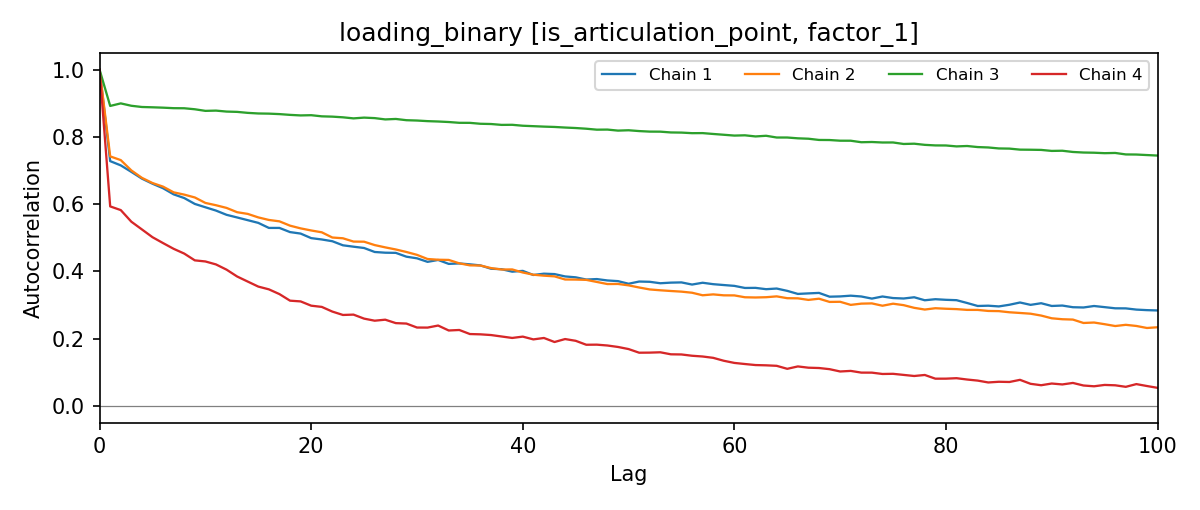 loading_binary [is_articulation_point, factor_1]
Chain 1 Chain 2 Chain 3 Chain 4
Autocorrelation
1.0
0.8
0.6
0.4
0.2
0.0
0 20 40 60 80 100
Lag